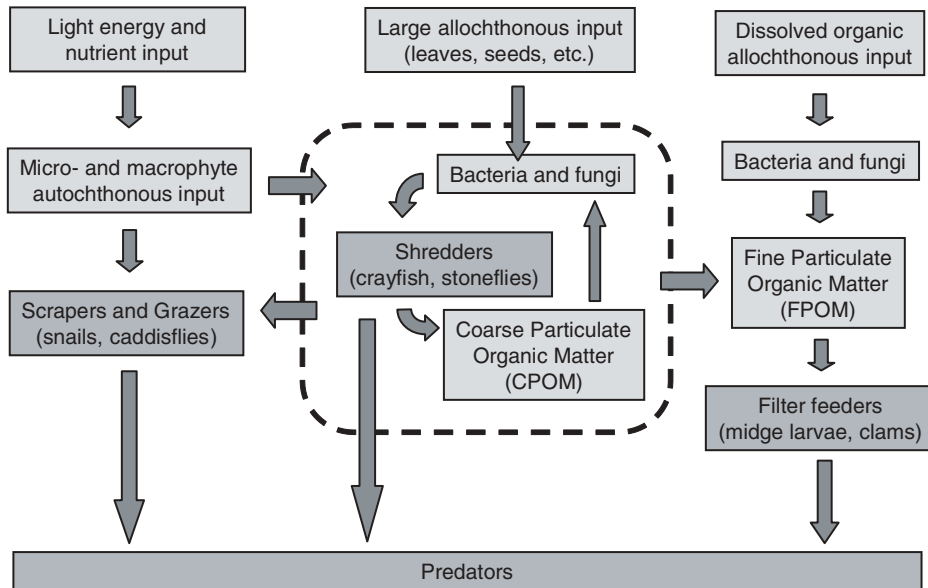 Light energy and
nutrient input
Large allochthonous input
(leaves, seeds, etc.)
Dissolved organic
allochthonous input
Micro- and macrophyte
autochthonous input
Bacteria and fungi
Bacteria and fungi
Shredders
(crayfish, stoneflies)
Fine Particulate
Organic Matter
(FPOM)
Scrapers and Grazers
(snails, caddisflies)
Coarse Particulate
Organic Matter
(CPOM)
Filter feeders
(midge larvae, clams)
Predators